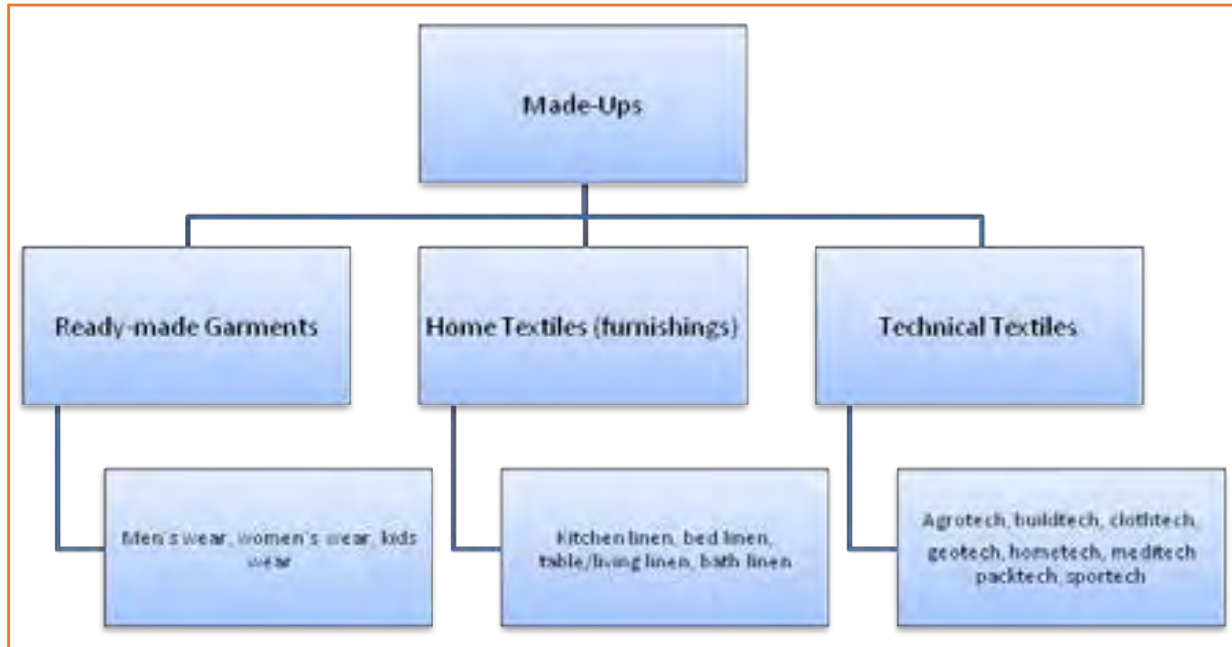 Made-Ups
Ready-made Garments
Home Textiles (furnishings)
Technical Textiles
Men's wear, women's wear, kids
wear
Kitchen linen, bed linen,
table/living linen, bath linen
Agrotech, buildtech, clothtech,
geotech, hometech, meditech
packtech, sportech